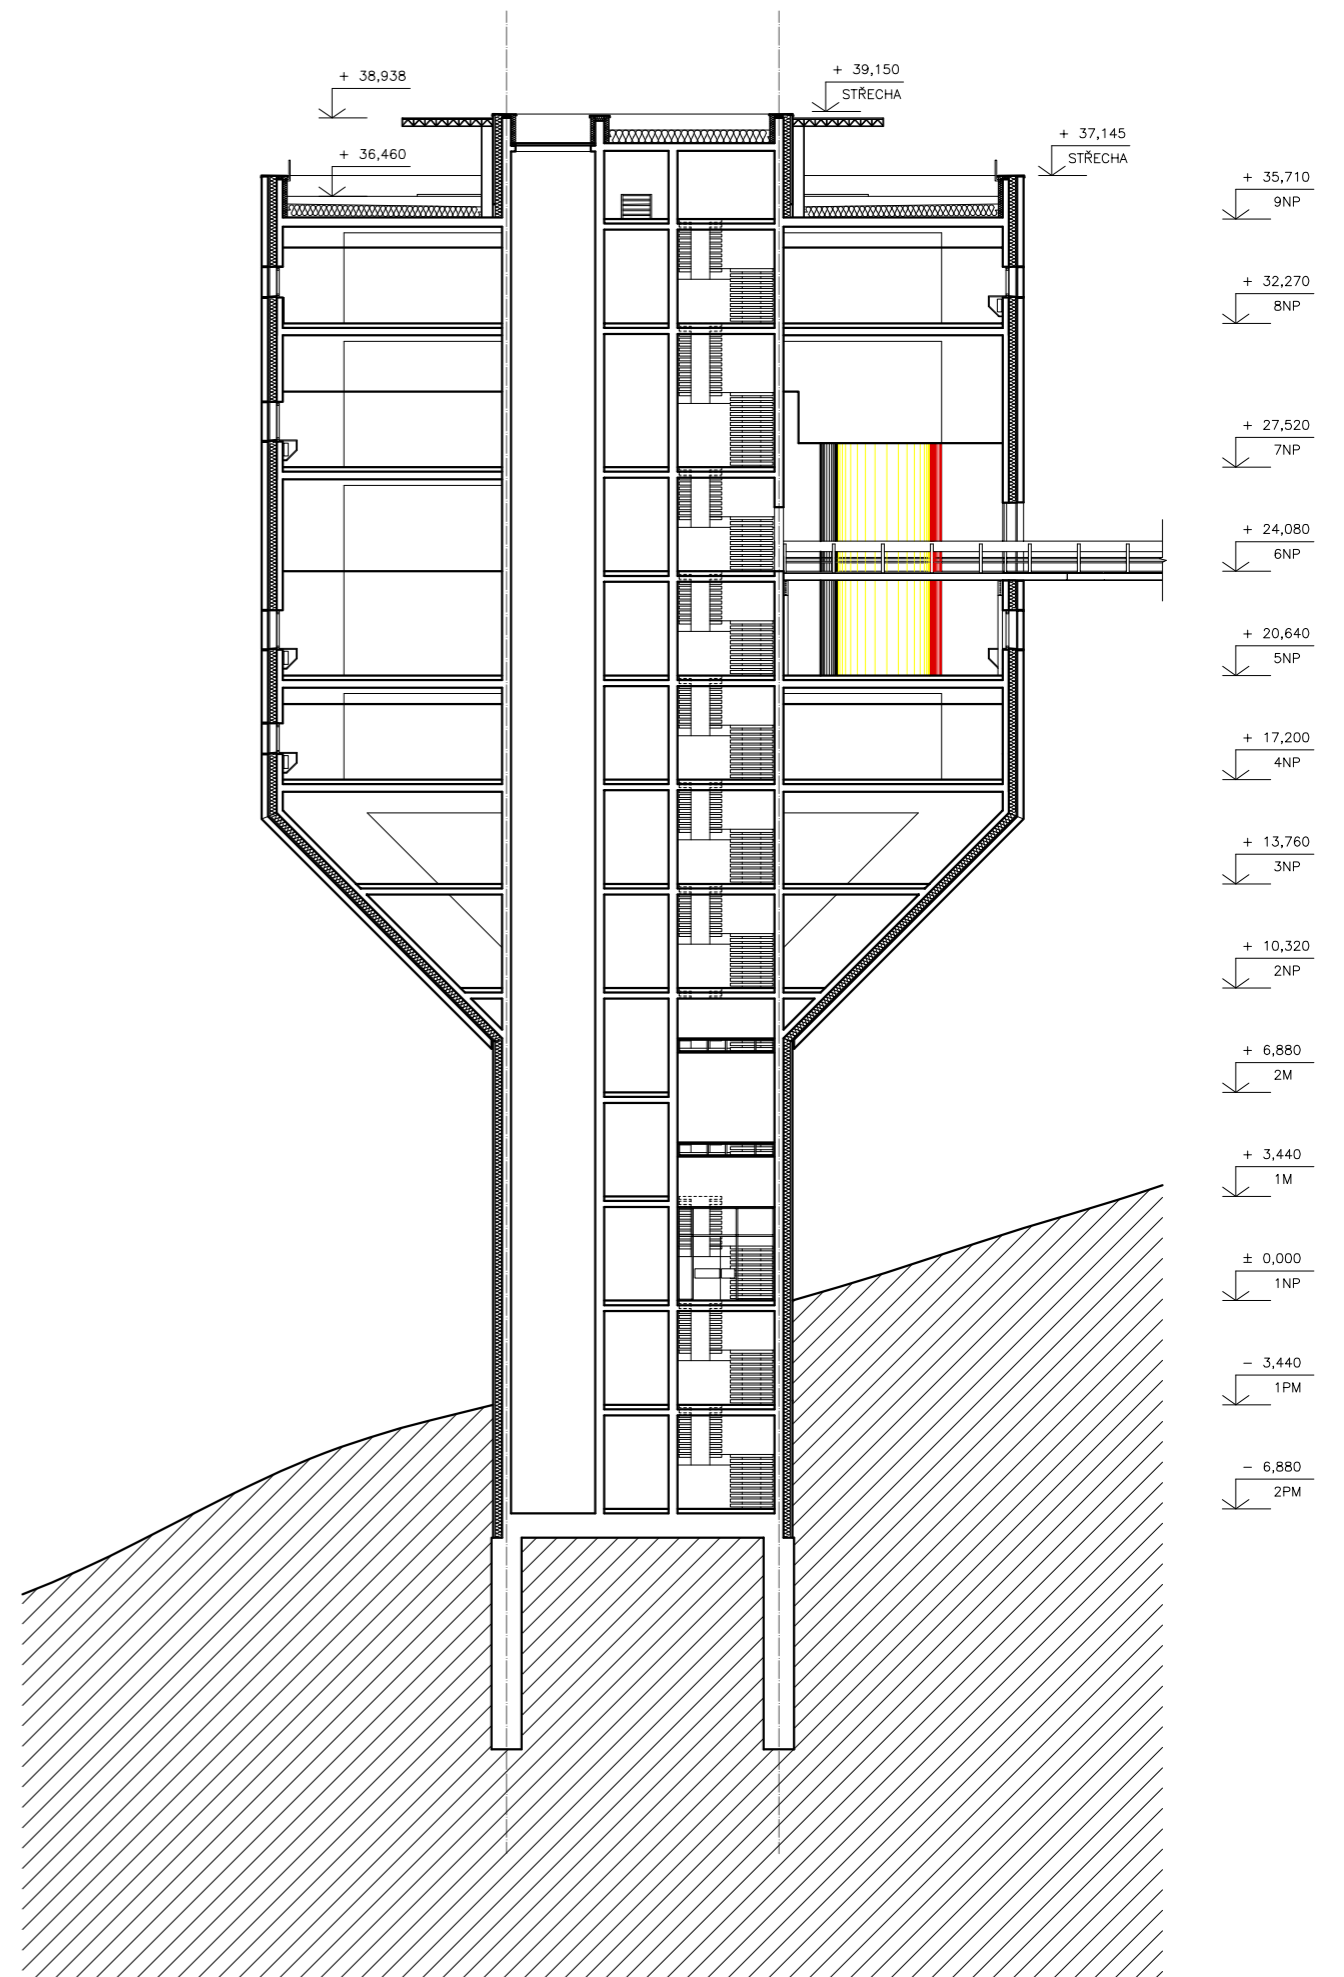 + 39,150
STŘECHA
+ 38,938
+ 37,145
STŘECHA
+ 36,460
+ 35,710
9NP
+ 32,270
8NP
+ 27,520
7NP
+ 24,080
6NP
+ 20,640
5NP
+ 17,200
4NP
+ 13,760
3NP
+ 10,320
2NP
+ 6,880
2M
+ 3,440
1M
± 0,000
1NP
− 3,440
1PM
− 6,880
2PM